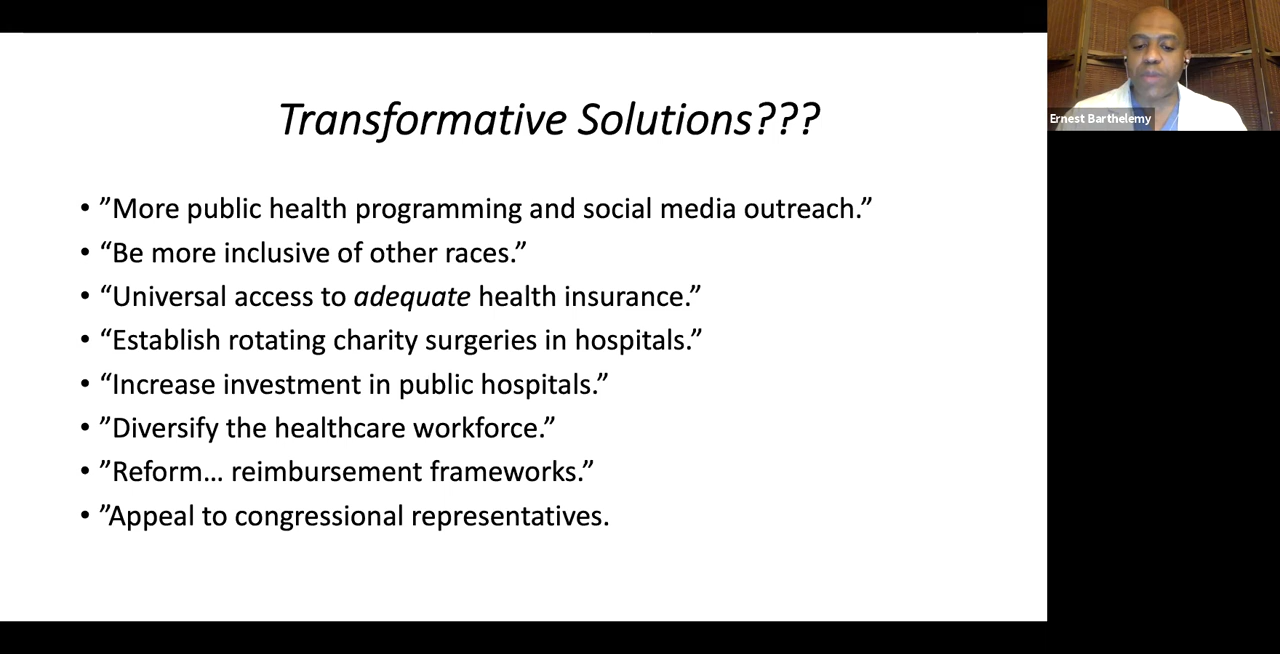 Transformative Solutions???
• ”More public health programming and social media outreach.”
• “Be more inclusive of other races.”
• “Universal access to adequate health insurance.”
• “Establish rotating charity surgeries in hospitals.”
• “Increase investment in public hospitals.”
• ”Diversify the healthcare workforce.”
• ”Reform... reimbursement frameworks.”
• ”Appeal to congressional representatives.
Ernest Barthelemy